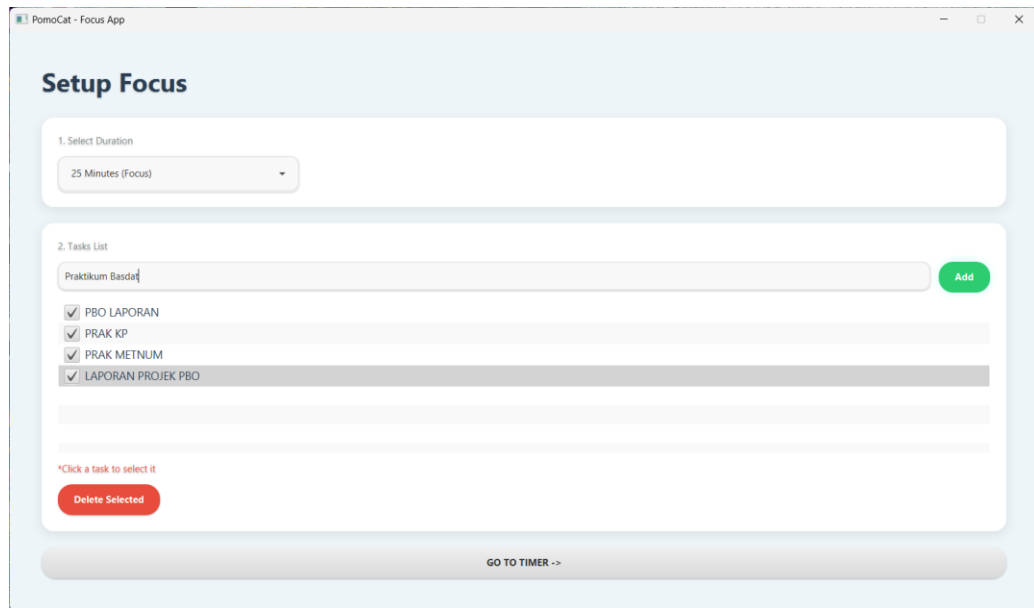 PomoCat - Focus App
Setup Focus
1. Select Duration
25 Minutes (Focus)
2. Tasks List
Praktikum Basdat
Add
PBO LAPORAN
PRAK KP
PRAK METNUM
LAPORAN PROJEK PBO
*Click a task to select it
Delete Selected
GO TO TIMER ->